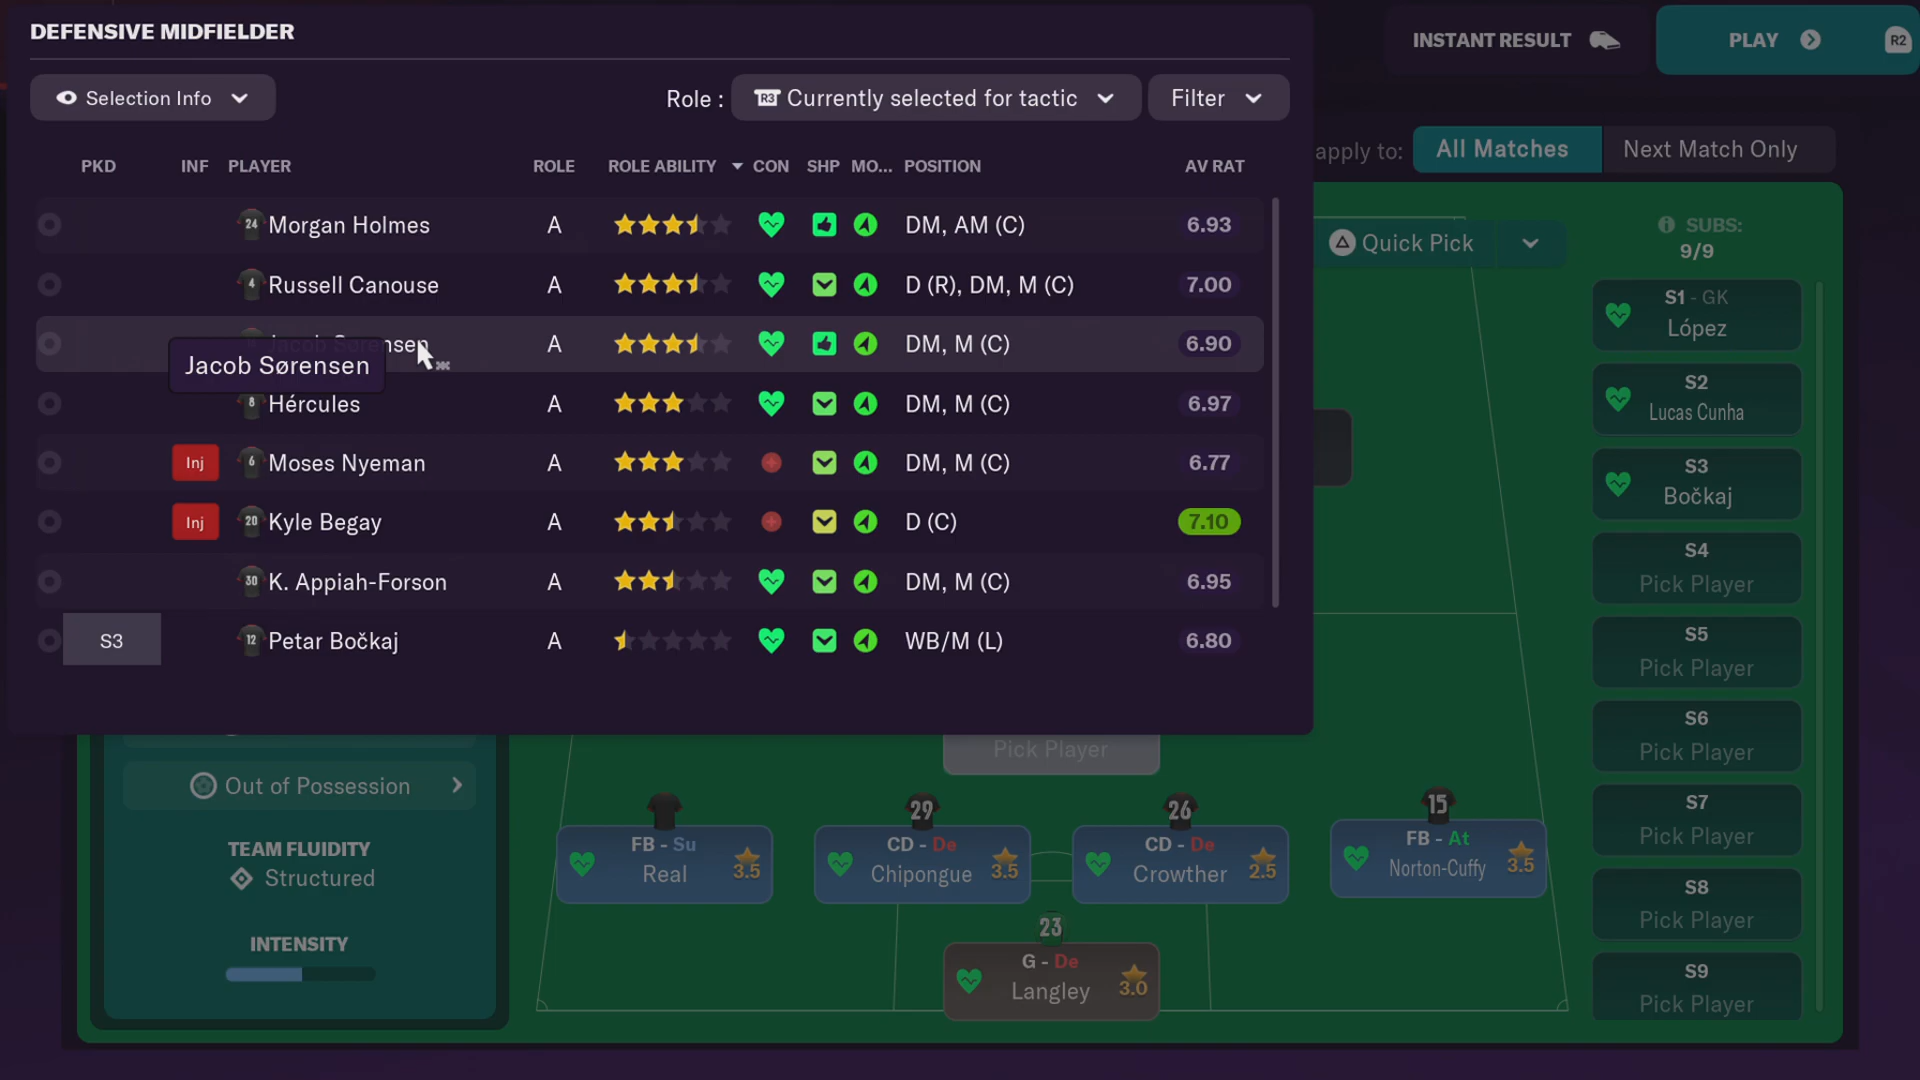 DEFENSIVE MIDFIELDER
INSTANT RESULT
PLAY
R2
Selection Info
Role :
R3
Currently selected for tactic
Filter
apply to:
All Matches
Next Match Only
PKD INF PLAYER ROLE ROLE ABILITY CON SHP MO... POSITION AV RAT
24 Morgan Holmes A DM, AM (C) 6.93
4 Russell Canouse A D (R), DM, M (C) 7.00
Jacob Sørensen A DM, M (C) 6.90
Jacob Sørensen
8 Hércules A DM, M (C) 6.97
Inj 6 Moses Nyeman A DM, M (C) 6.77
Inj 20 Kyle Begay A D (C) 7.10
30 K. Appiah-Forson A DM, M (C) 6.95
S3 12 Petar Bočkaj A WB/M (L) 6.80
Quick Pick
SUBS:
9/9
S1 - GK
López
S2
Lucas Cunha
S3
Bočkaj
S4
Pick Player
S5
Pick Player
S6
Pick Player
S7
Pick Player
S8
Pick Player
S9
Pick Player
Pick Player
Out of Possession
TEAM FLUIDITY
Structured
INTENSITY
FB - Su
Real
3.5
29
CD - De
Chipongue
3.5
26
CD - De
Crowther
2.5
15
FB - At
Norton-Cuffy
3.5
23
G - De
Langley
3.0